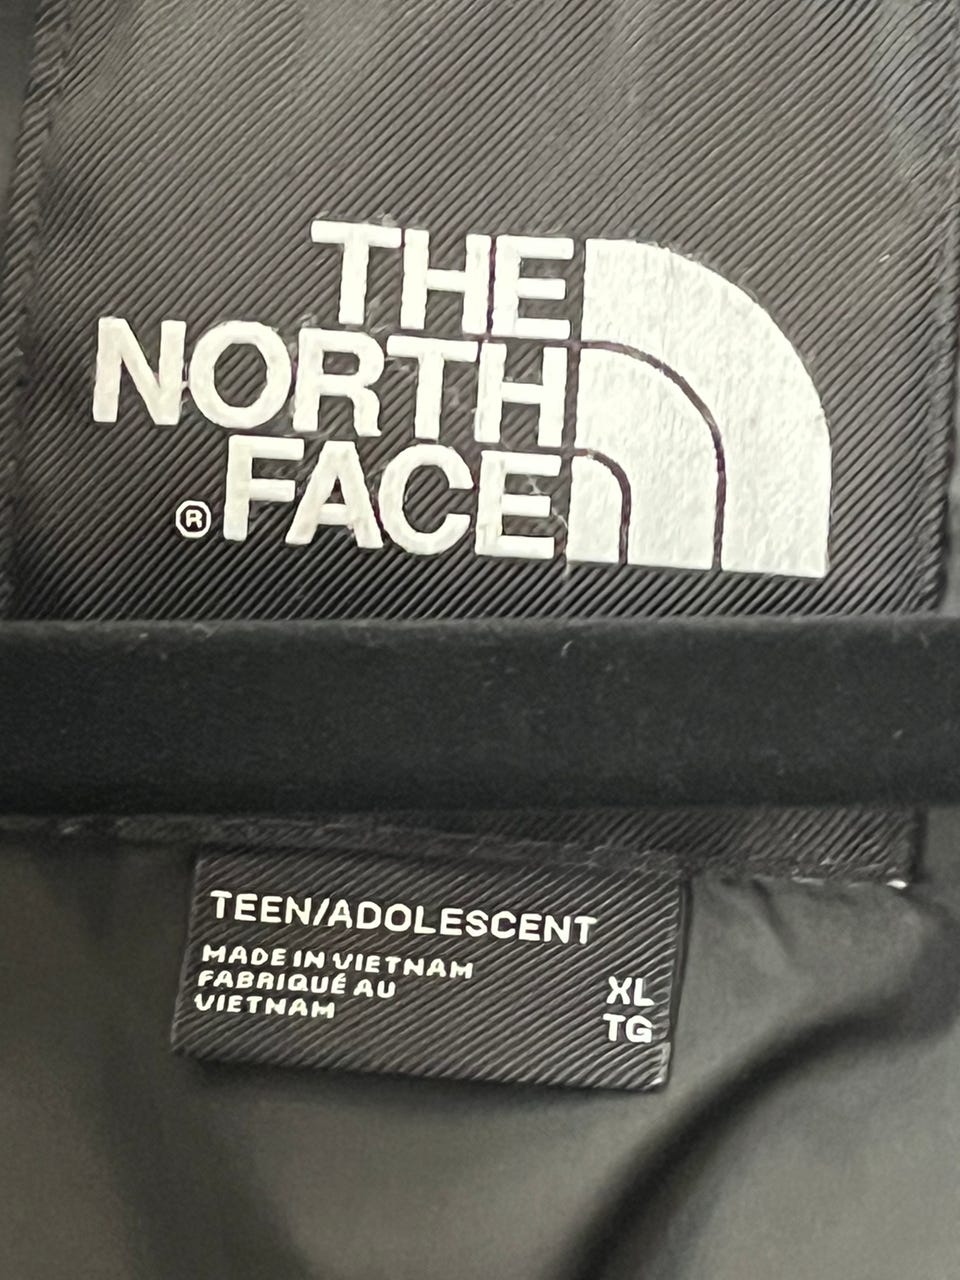 THE
NORTH
® FACE
TEEN/ADOLESCENT
MADE IN VIETNAM
FABRIQUÉ AU
VIETNAM
XL
TG